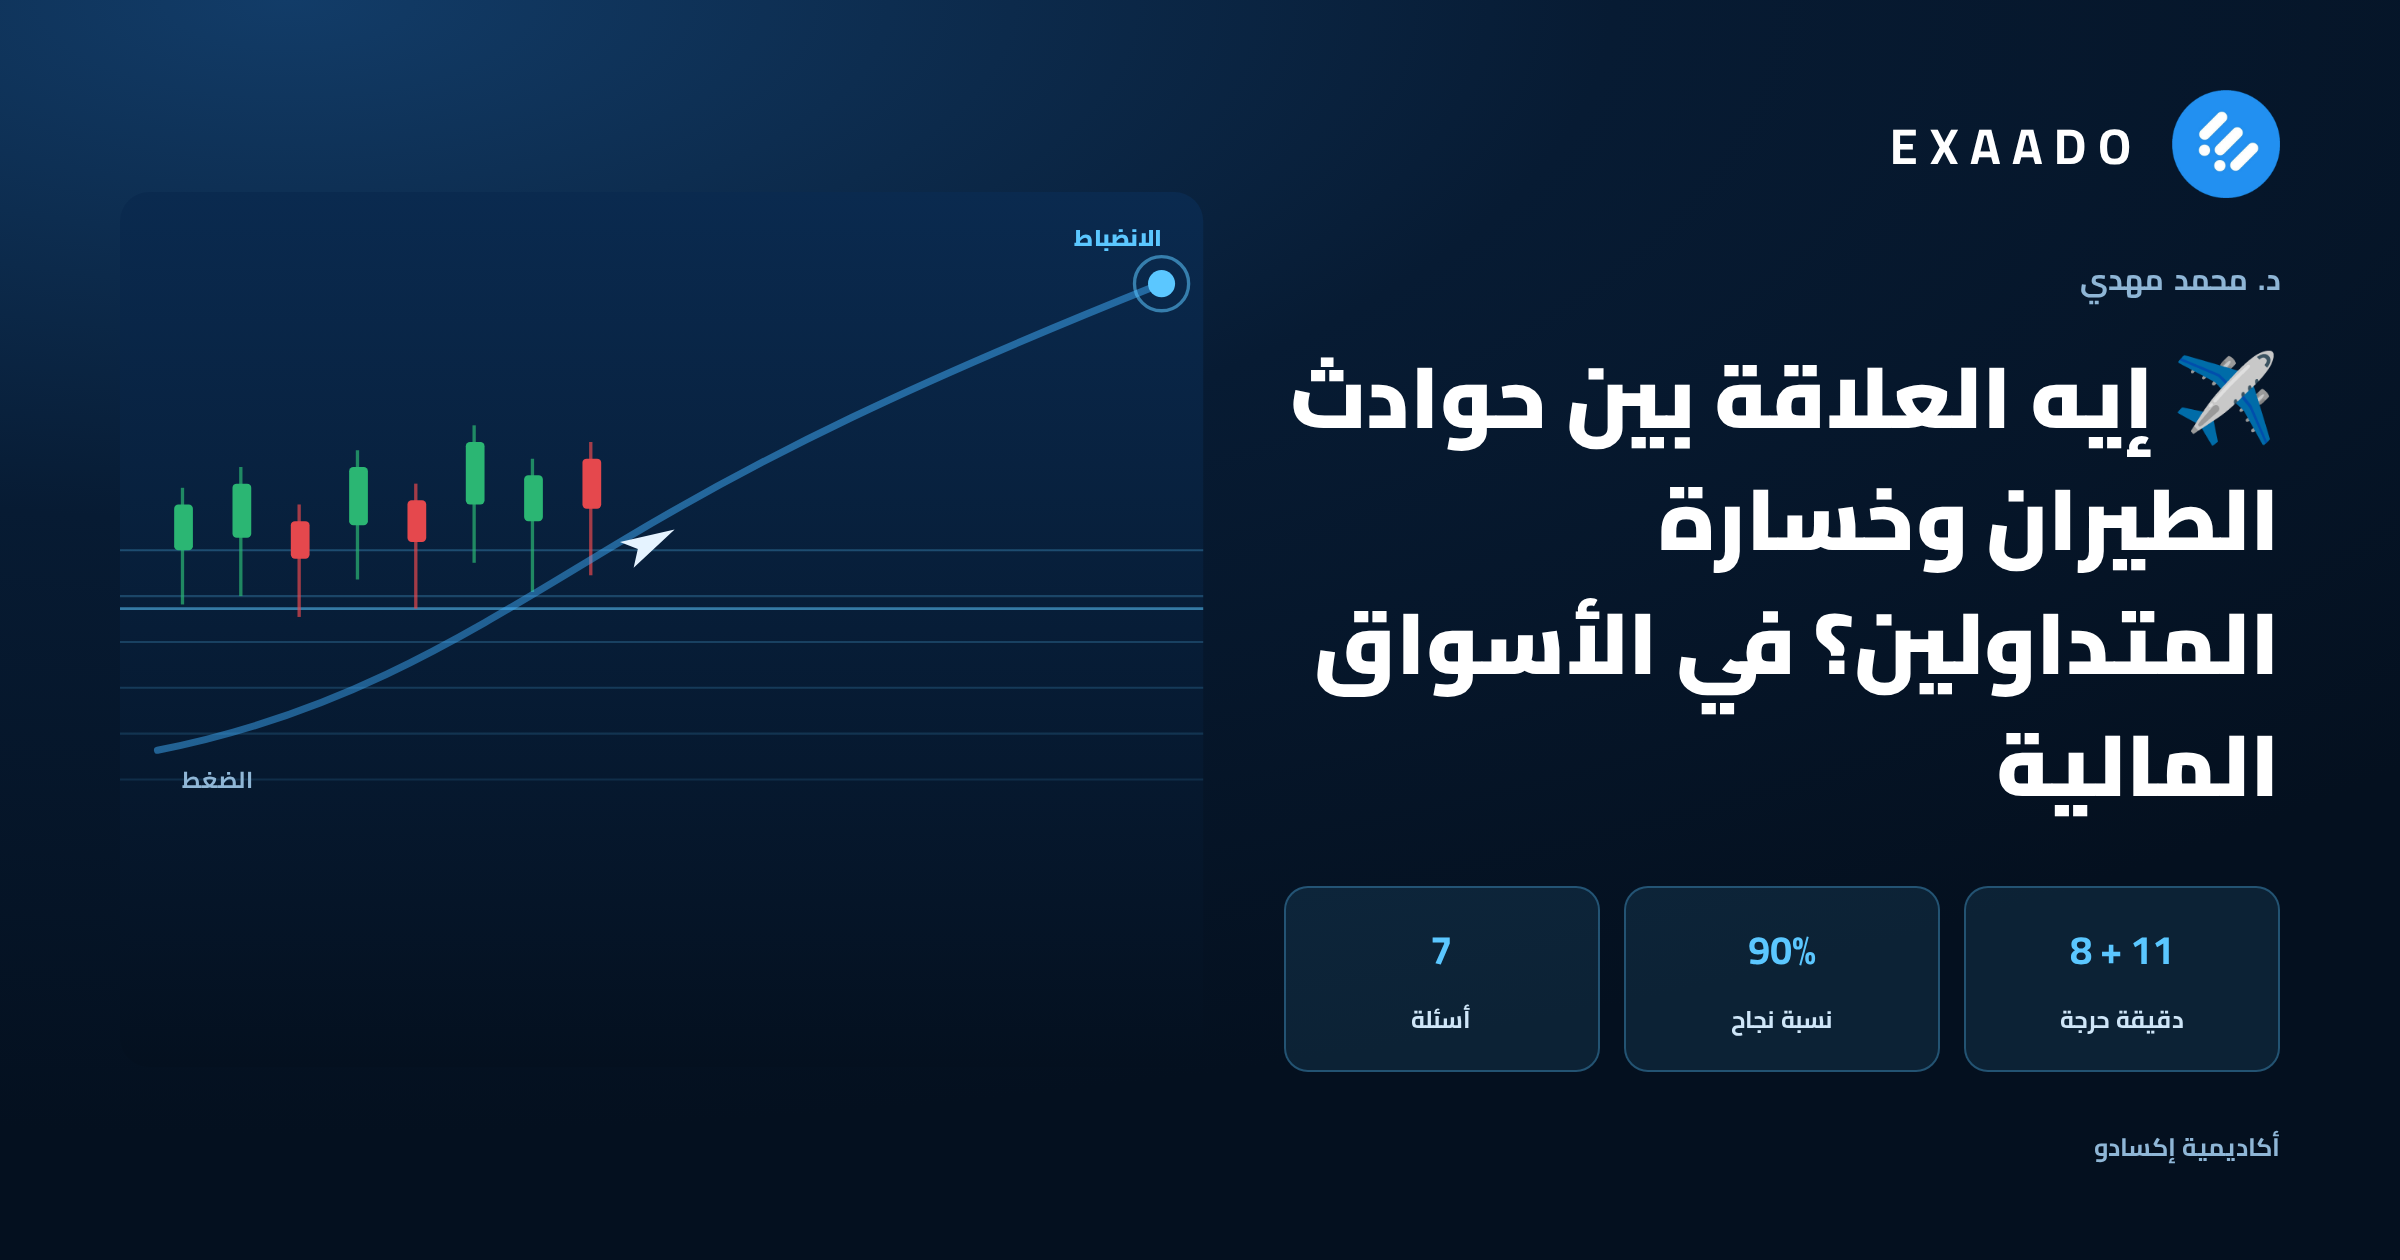 EXAADO
د. محمد مهدي
✈️ إيه العلاقة بين حوادث
الطيران وخسارة
المتداولين؟ في الأسواق
المالية
8 + 11
دقيقة حرجة
90%
نسبة نجاح
7
أسئلة
أكاديمية إكسادو
الانضباط
الضغط